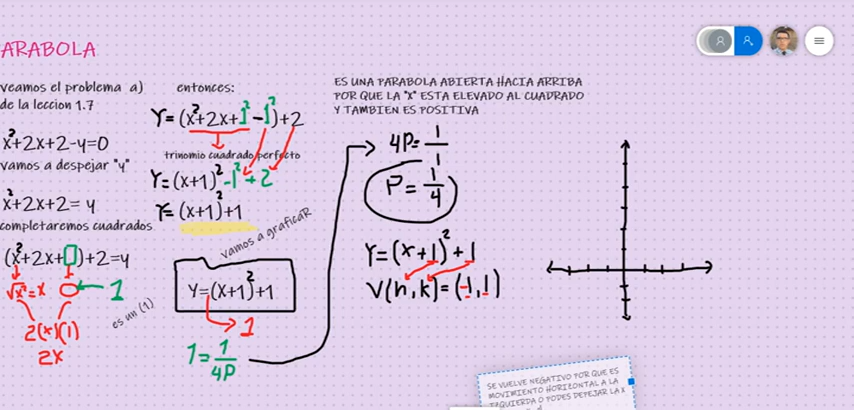 ARABOLA
veamos el problema a)
de la leccion 1.7
x²+2x+2-y=0
vamos a despejar "y"
x²+2x+2=y
completaremos cuadrados
(x²+2x+□)+2=y
√x²=x
1
es un (1)
2(x)(1)
2x
entonces:
Y=(x²+2x+1²-1²)+2
trinomio cuadrado perfecto
Y=(x+1)²-1²+2
Y=(x+1)²+1
vamos a graficar
Y=(x+1)²+1
1
1=1/4P
ES UNA PARABOLA ABIERTA HACIA ARRIBA
POR QUE LA "X" ESTA ELEVADO AL CUADRADO
Y TAMBIEN ES POSITIVA
4P=1/1
P=1/4
Y=(x+1)²+1
V(h,k)=(-1,1)
SE VUELVE NEGATIVO POR QUE ES
MOVIMIENTO HORIZONTAL A LA
IZQUIERDA O PODES DEPEJAR LA X